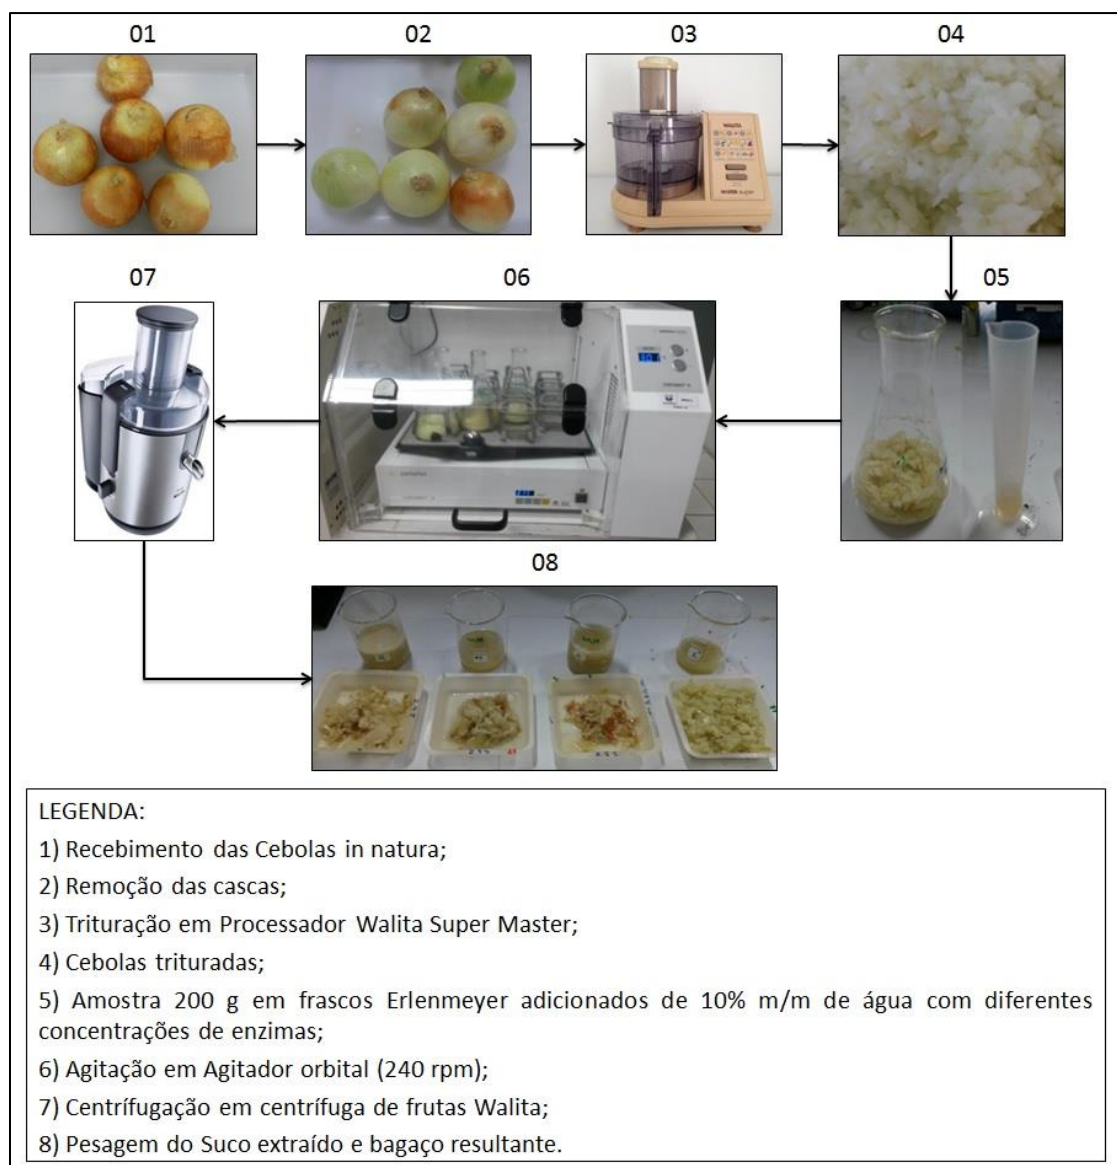 01
02
03
04
07
06
05
08
LEGENDA:
1) Recebimento das Cebolas in natura;
2) Remoção das cascas;
3) Trituração em Processador Walita Super Master;
4) Cebolas trituradas;
5) Amostra 200 g em frascos Erlenmeyer adicionados de 10% m/m de água com diferentes
concentrações de enzimas;
6) Agitação em Agitador orbital (240 rpm);
7) Centrífugação em centrífuga de frutas Walita;
8) Pesagem do Suco extraído e bagaço resultante.